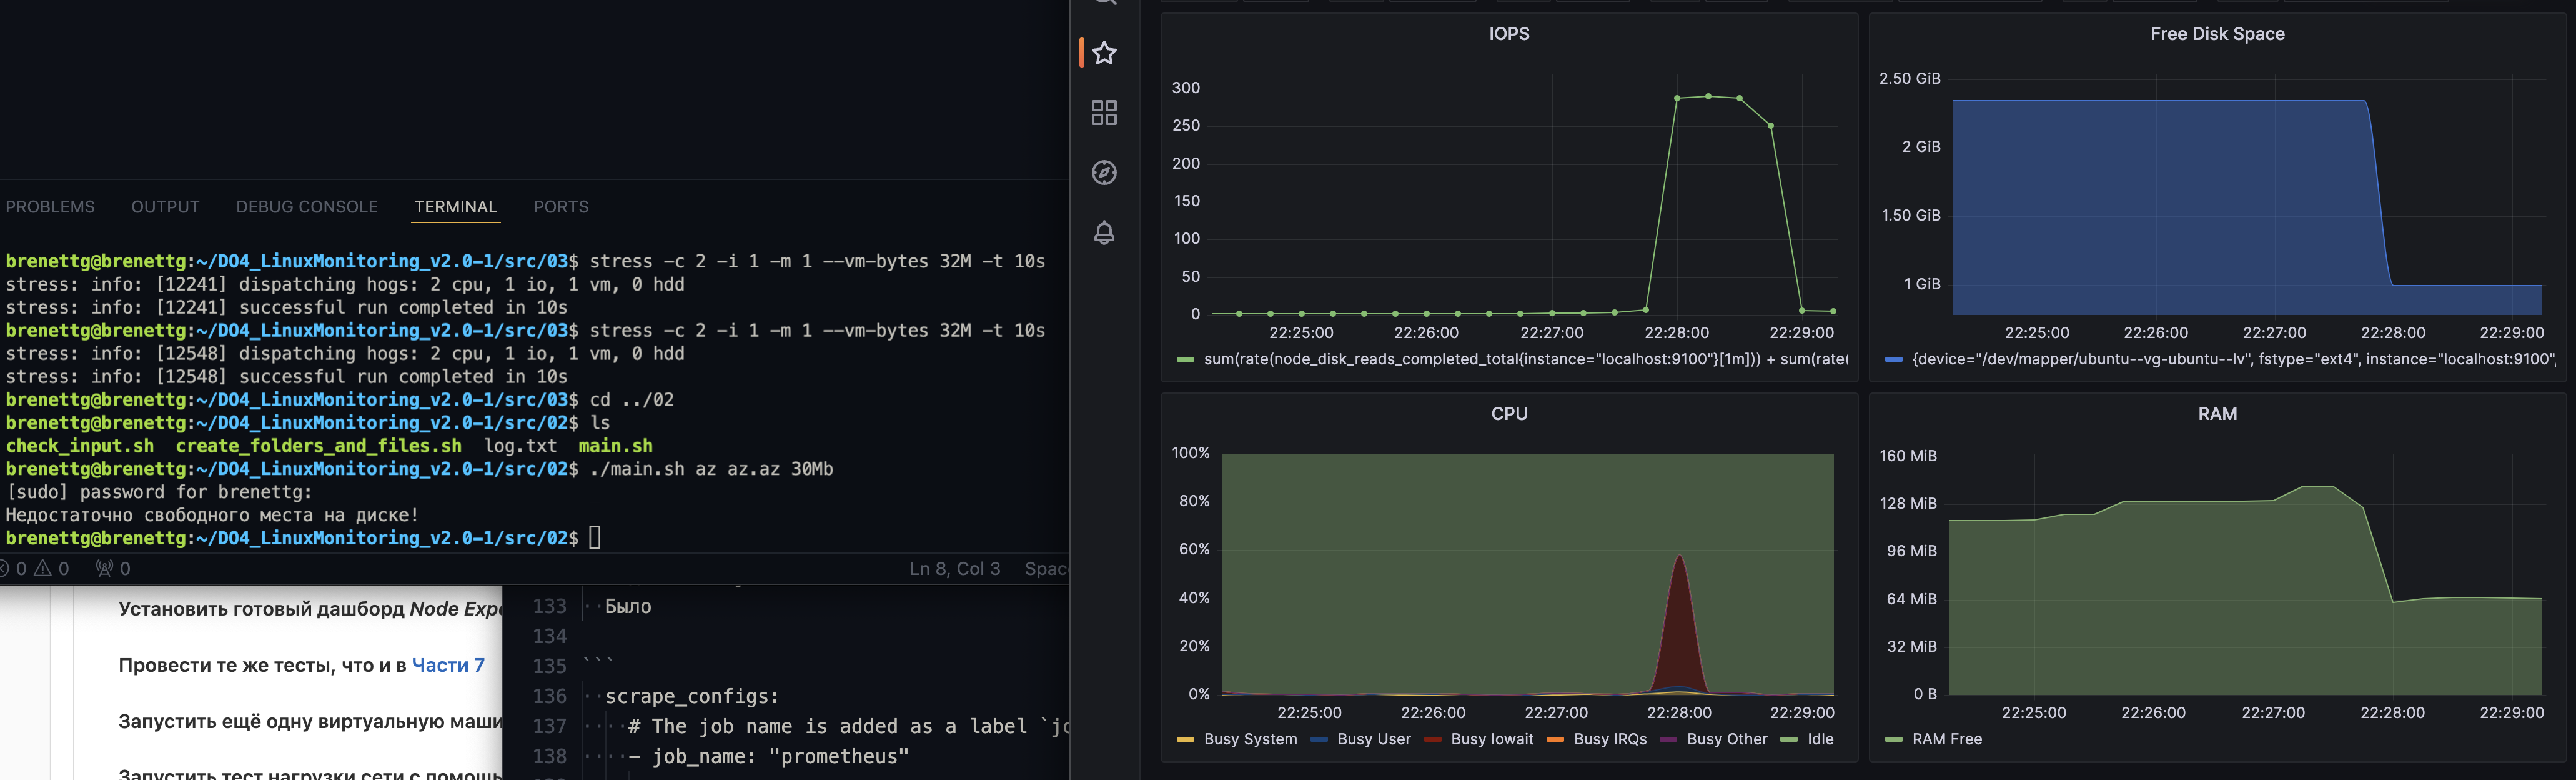 PROBLEMS OUTPUT DEBUG CONSOLE TERMINAL PORTS
brenettg@brenettg:~/DO4_LinuxMonitoring_v2.0-1/src/03$ stress -c 2 -i 1 -m 1 --vm-bytes 32M -t 10s
stress: info: [12241] dispatching hogs: 2 cpu, 1 io, 1 vm, 0 hdd
stress: info: [12241] successful run completed in 10s
brenettg@brenettg:~/DO4_LinuxMonitoring_v2.0-1/src/03$ stress -c 2 -i 1 -m 1 --vm-bytes 32M -t 10s
stress: info: [12548] dispatching hogs: 2 cpu, 1 io, 1 vm, 0 hdd
stress: info: [12548] successful run completed in 10s
brenettg@brenettg:~/DO4_LinuxMonitoring_v2.0-1/src/03$ cd ../02
brenettg@brenettg:~/DO4_LinuxMonitoring_v2.0-1/src/02$ ls
check_input.sh create_folders_and_files.sh log.txt main.sh
brenettg@brenettg:~/DO4_LinuxMonitoring_v2.0-1/src/02$ ./main.sh az az.az 30Mb
[sudo] password for brenettg:
Недостаточно свободного места на диске!
brenettg@brenettg:~/DO4_LinuxMonitoring_v2.0-1/src/02$
0 0 0 Ln 8, Col 3 Spac
Установить готовый дашборд Node Exp
Провести те же тесты, что и в Части 7
Запустить ещё одну виртуальную маши
Запустить тест нагрузки сети с помощь
133 Было
134
135 ```
136 scrape_configs:
137 # The job name is added as a label `jo
138 - job_name: "prometheus"
IOPS
300
250
200
150
100
50
0
22:25:00 22:26:00 22:27:00 22:28:00 22:29:00
sum(rate(node_disk_reads_completed_total{instance="localhost:9100"}[1m])) + sum(rate(
Free Disk Space
2.50 GiB
2 GiB
1.50 GiB
1 GiB
22:25:00 22:26:00 22:27:00 22:28:00 22:29:00
{device="/dev/mapper/ubuntu--vg-ubuntu--lv", fstype="ext4", instance="localhost:9100",
CPU
100%
80%
60%
40%
20%
0%
22:25:00 22:26:00 22:27:00 22:28:00 22:29:00
Busy System Busy User Busy Iowait Busy IRQs Busy Other Idle
RAM
160 MiB
128 MiB
96 MiB
64 MiB
32 MiB
0 B
22:25:00 22:26:00 22:27:00 22:28:00 22:29:00
RAM Free